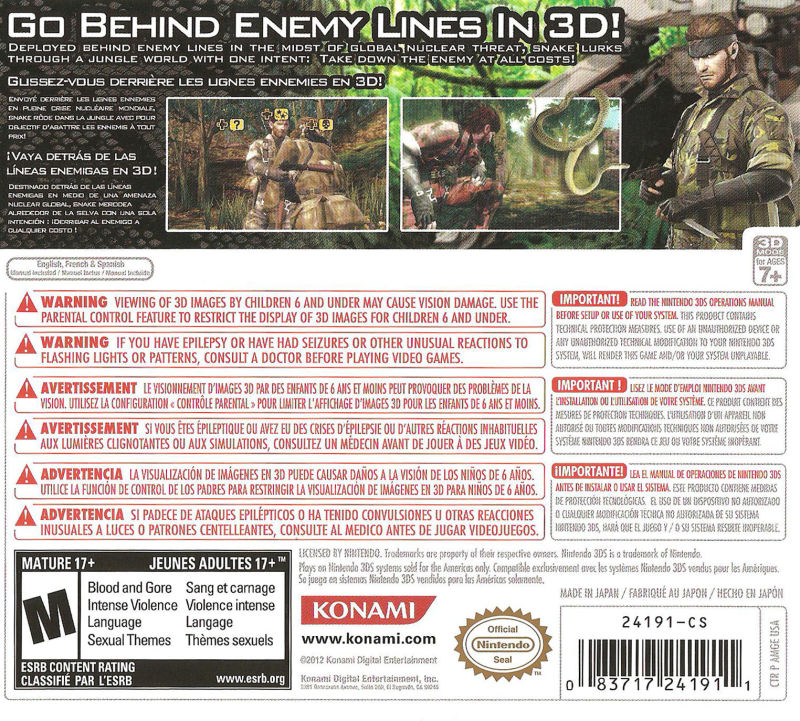 GO BEHIND ENEMY LINES IN 3D!
DEPLOYED BEHIND ENEMY LINES IN THE MIDST OF GLOBAL NUCLEAR THREAT, SNAKE LURKS
THROUGH A JUNGLE WORLD WITH ONE INTENT: TAKE DOWN THE ENEMY AT ALL COSTS!
GLISSEZ-VOUS DERRIÈRE LES LIGNES ENNEMIES EN 3D!
ENVOYÉ DERRIÈRE LES LIGNES ENNEMIES
EN PLEINE CRISE NUCLÉAIRE MONDIALE,
SNAKE RÔDE DANS LA JUNGLE AVEC POUR
OBJECTIF D'ABATTRE LES ENNEMIS À TOUT
PRIX!
¡VAYA DETRÁS DE LAS
LÍNEAS ENEMIGAS EN 3D!
DESTINADO DETRÁS DE LAS LÍNEAS
ENEMIGAS EN MEDIO DE UNA AMENAZA
NUCLEAR GLOBAL, SNAKE MERODEA
ALREDEDOR DE LA SELVA CON UNA SOLA
INTENCIÓN: ¡DERRIBAR AL ENEMIGO A
CUALQUIER COSTO!
3D
MODE
for AGES
7+
English, French & Spanish
Manual Included / Manuel Inclus / Manual Incluido
WARNING VIEWING OF 3D IMAGES BY CHILDREN 6 AND UNDER MAY CAUSE VISION DAMAGE. USE THE
PARENTAL CONTROL FEATURE TO RESTRICT THE DISPLAY OF 3D IMAGES FOR CHILDREN 6 AND UNDER.
WARNING IF YOU HAVE EPILEPSY OR HAVE HAD SEIZURES OR OTHER UNUSUAL REACTIONS TO
FLASHING LIGHTS OR PATTERNS, CONSULT A DOCTOR BEFORE PLAYING VIDEO GAMES.
AVERTISSEMENT LE VISIONNEMENT D'IMAGES 3D PAR DES ENFANTS DE 6 ANS ET MOINS PEUT PROVOQUER DES PROBLÈMES DE LA
VISION. UTILISEZ LA CONFIGURATION « CONTRÔLE PARENTAL » POUR LIMITER L'AFFICHAGE D'IMAGES 3D POUR LES ENFANTS DE 6 ANS ET MOINS.
AVERTISSEMENT SI VOUS ÊTES ÉPILEPTIQUE OU AVEZ EU DES CRISES D'ÉPILEPSIE OU D'AUTRES RÉACTIONS INHABITUELLES
AUX LUMIÈRES CLIGNOTANTES OU AUX SIMULATIONS, CONSULTEZ UN MÉDECIN AVANT DE JOUER À DES JEUX VIDÉO.
ADVERTENCIA LA VISUALIZACIÓN DE IMÁGENES EN 3D PUEDE CAUSAR DAÑOS A LA VISIÓN DE LOS NIÑOS DE 6 AÑOS.
UTILICE LA FUNCIÓN DE CONTROL DE LOS PADRES PARA RESTRINGIR LA VISUALIZACIÓN DE IMÁGENES EN 3D PARA NIÑOS DE 6 AÑOS.
ADVERTENCIA SI PADECE DE ATAQUES EPILÉPTICOS O HA TENIDO CONVULSIONES U OTRAS REACCIONES
INUSUALES A LUCES O PATRONES CENTELLEANTES, CONSULTE AL MEDICO ANTES DE JUGAR VIDEOJUEGOS.
IMPORTANT! READ THE NINTENDO 3DS OPERATIONS MANUAL
BEFORE SETUP OR USE OF YOUR SYSTEM. THIS PRODUCT CONTAINS
TECHNICAL PROTECTION MEASURES. USE OF AN UNAUTHORIZED DEVICE OR
ANY UNAUTHORIZED TECHNICAL MODIFICATION TO YOUR NINTENDO 3DS
SYSTEM, WILL RENDER THIS GAME AND/OR YOUR SYSTEM UNPLAYABLE.
IMPORTANT ! LISEZ LE MODE D'EMPLOI NINTENDO 3DS AVANT
L'INSTALLATION OU L'UTILISATION DE VOTRE SYSTÈME. CE PRODUIT CONTIENT DES
MESURES DE PROTECTION TECHNIQUES. L'UTILISATION D'UN APPAREIL NON
AUTORISÉ OU TOUTES MODIFICATIONS TECHNIQUES NON AUTORISÉES DE VOTRE
SYSTÈME NINTENDO 3DS RENDRA CE JEU OU VOTRE SYSTÈME INOPÉRANT.
¡IMPORTANTE! LEA EL MANUAL DE OPERACIONES DE NINTENDO 3DS
ANTES DE INSTALAR O USAR EL SISTEMA. ESTE PRODUCTO CONTIENE MEDIDAS
DE PROTECCIÓN TECNOLÓGICAS. EL USO DE UN DISPOSITIVO NO AUTORIZADO
O CUALQUIER MODIFICACIÓN TÉCNICA NO AUTORIZADA DE SU SISTEMA
NINTENDO 3DS, HARÁ QUE EL JUEGO Y / O SU SISTEMA RESULTE INOPERABLE.
MATURE 17+ JEUNES ADULTES 17+™
M
Blood and Gore Sang et carnage
Intense Violence Violence intense
Language Langage
Sexual Themes Thèmes sexuels
ESRB CONTENT RATING
CLASSIFIÉ PAR L'ESRB www.esrb.org
LICENSED BY NINTENDO. Trademarks are property of their respective owners. Nintendo 3DS is a trademark of Nintendo.
Plays on Nintendo 3DS systems sold for the Americas only. Compatible exclusivement avec les systèmes Nintendo 3DS vendus pour les Amériques.
Se juega en sistemas Nintendo 3DS vendidos para las Américas solamente.
MADE IN JAPAN / FABRIQUÉ AU JAPON / HECHO EN JAPÓN
KONAMI
www.konami.com
©2012 Konami Digital Entertainment
Konami Digital Entertainment, Inc.
Official
Nintendo
Seal
24191-CS
0 83717 24191 1
CTR P AMGE USA